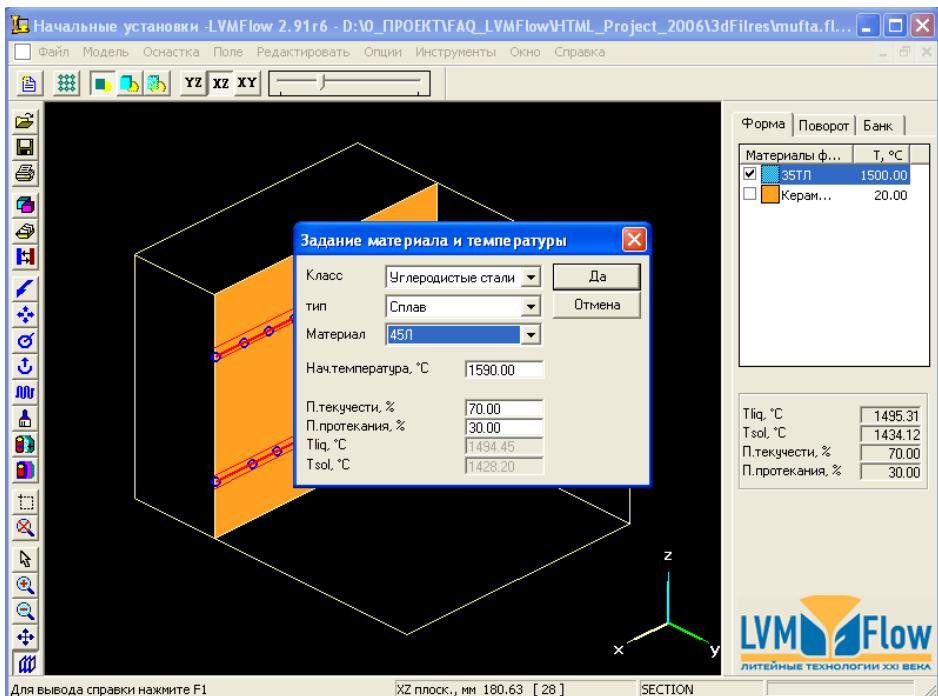 Начальные установки -LVMFlow 2.91r6 - D:\0_ПРОЕКТ\FAQ_LVMFlow\HTML_Project_2006\3dFilres\mufta.fl...
Файл Модель Оснастка Поле Редактировать Опции Инструменты Окно Справка
YZ XZ XY
Форма Поворот Банк
Материалы ф... T, °C
35ТЛ 1500.00
Керам... 20.00
Задание материала и температуры
Класс Углеродистые стали Да
тип Сплав Отмена
Материал 45Л
Нач.температура, °C 1590.00
П.текучести, % 70.00
П.протекания, % 30.00
Tliq, °C 1494.45
Tsol, °C 1428.20
Tliq, °C 1495.31
Tsol, °C 1434.12
П.текучести, % 70.00
П.протекания, % 30.00
z
x
y
LVM Flow
ЛИТЕЙНЫЕ ТЕХНОЛОГИИ XXI ВЕКА
Для вывода справки нажмите F1 XZ плоск., мм 180.63 [ 28 ] SECTION